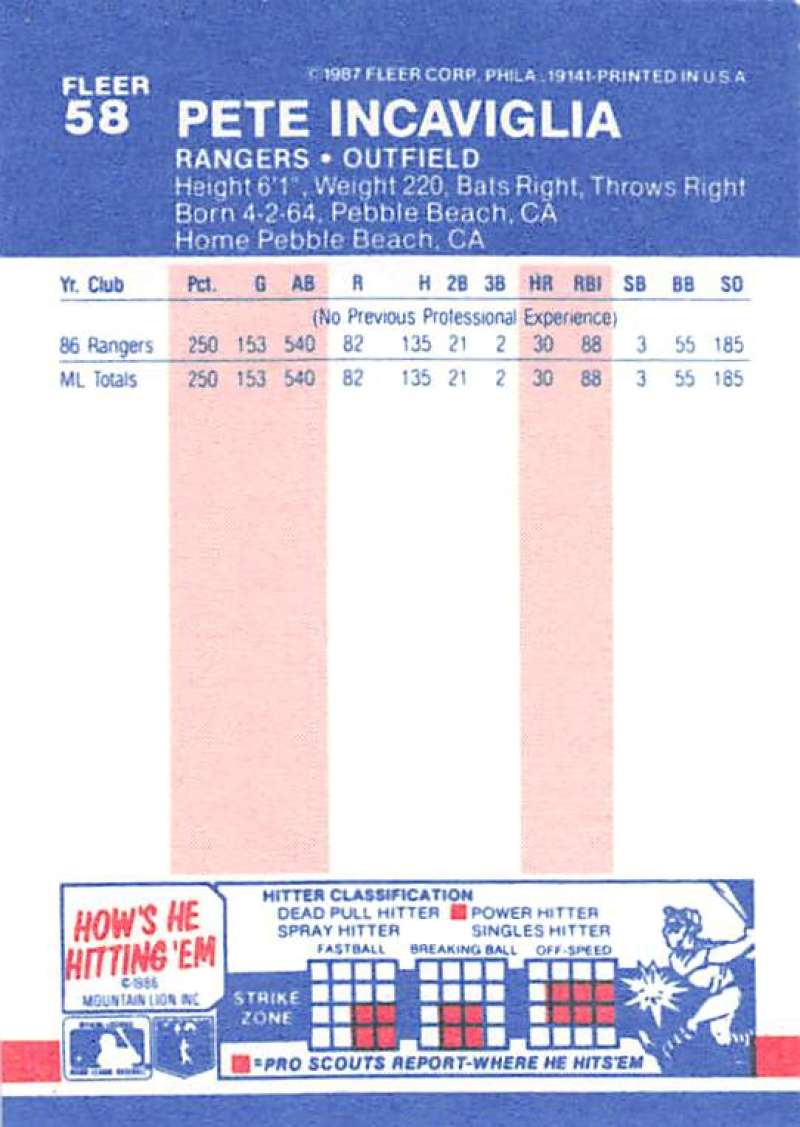 © 1987 FLEER CORP. PHILA. 19141-PRINTED IN U S A
FLEER
58 PETE INCAVIGLIA
RANGERS • OUTFIELD
Height 6'1", Weight 220, Bats Right, Throws Right
Born 4-2-64, Pebble Beach, CA
Home Pebble Beach, CA
Yr. Club Pct. G AB R H 2B 3B HR RBI SB BB SO
(No Previous Professional Experience)
86 Rangers 250 153 540 82 135 21 2 30 88 3 55 185
ML Totals 250 153 540 82 135 21 2 30 88 3 55 185
HOW'S HE
HITTING 'EM
©1986
MOUNTAIN LION INC
HITTER CLASSIFICATION
DEAD PULL HITTER POWER HITTER
SPRAY HITTER SINGLES HITTER
FASTBALL BREAKING BALL OFF-SPEED
STRIKE
ZONE
=PRO SCOUTS REPORT-WHERE HE HITS'EM